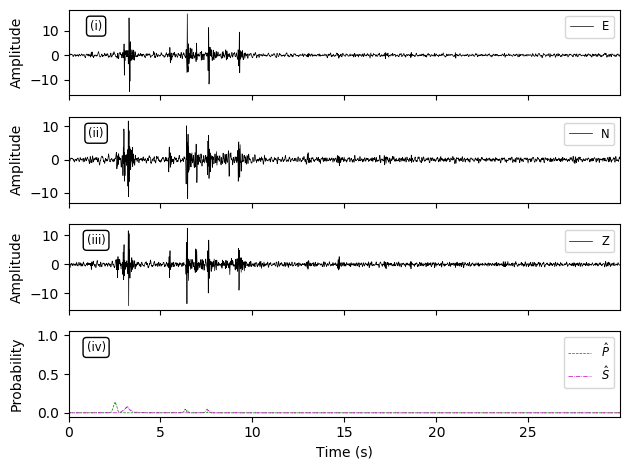 Amplitude
10
0
−10
(i)
E
Amplitude
10
0
−10
(ii)
N
Amplitude
10
0
−10
(iii)
Z
Probability
1.0
0.5
0.0
(iv)
P̂
Ŝ
0 5 10 15 20 25
Time (s)